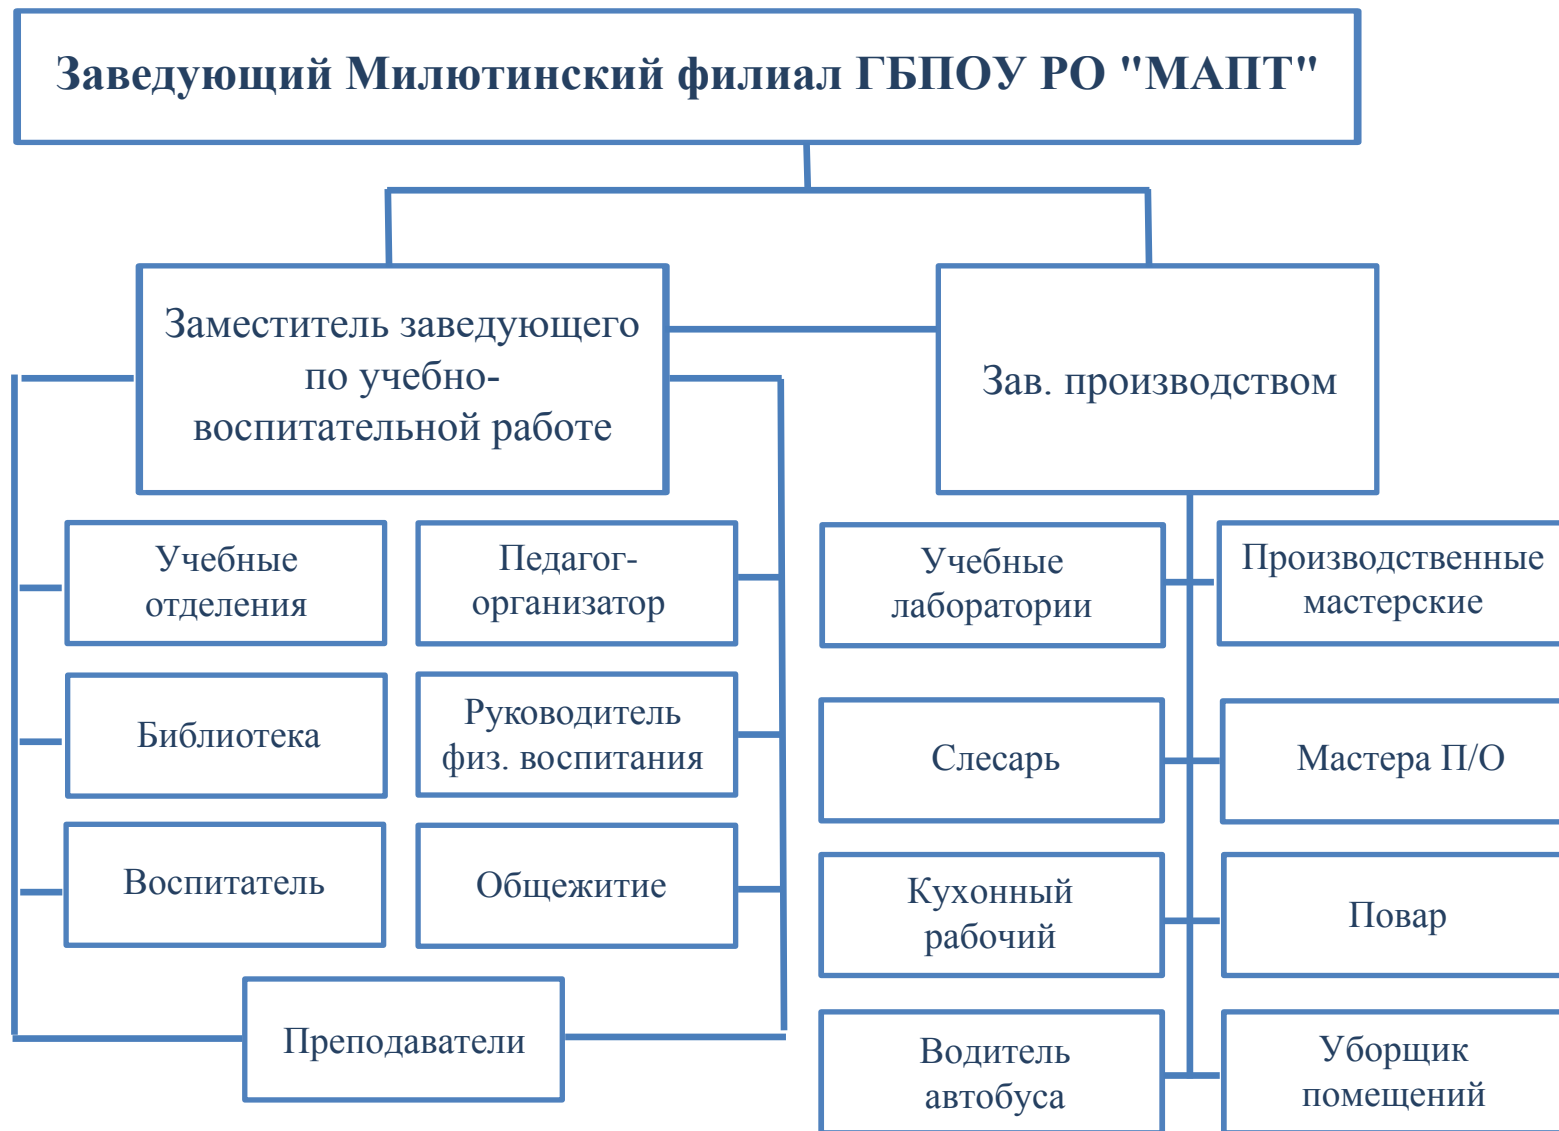 Заведующий Милютинский филиал ГБПОУ РО "МАПТ"
Заместитель заведующего
по учебно-
воспитательной работе
Зав. производством
Учебные
отделения
Педагог-
организатор
Библиотека
Руководитель
физ. воспитания
Воспитатель
Общежитие
Преподаватели
Учебные
лаборатории
Производственные
мастерские
Слесарь
Мастера П/О
Кухонный
рабочий
Повар
Водитель
автобуса
Уборщик
помещений